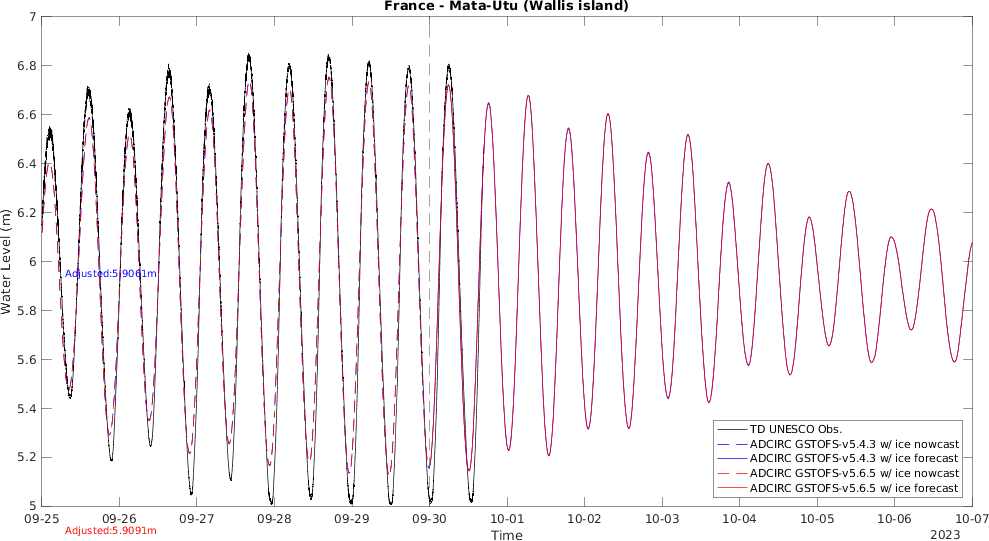 France - Mata-Utu (Wallis island)
7
6.8
6.6
6.4
6.2
6
5.8
5.6
5.4
5.2
5
Water Level (m)
Adjusted:5.9061m
Adjusted:5.9091m
TD UNESCO Obs.
ADCIRC GSTOFS-v5.4.3 w/ ice nowcast
ADCIRC GSTOFS-v5.4.3 w/ ice forecast
ADCIRC GSTOFS-v5.6.5 w/ ice nowcast
ADCIRC GSTOFS-v5.6.5 w/ ice forecast
09-25 09-26 09-27 09-28 09-29 09-30 10-01 10-02 10-03 10-04 10-05 10-06 10-07
Time
2023